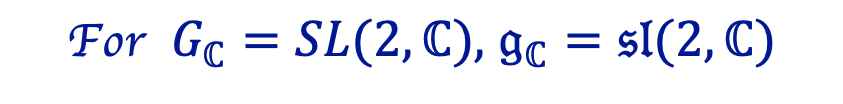 For G_ℂ = SL(2, ℂ), 𝔤_ℂ = 𝔰𝔩(2, ℂ)